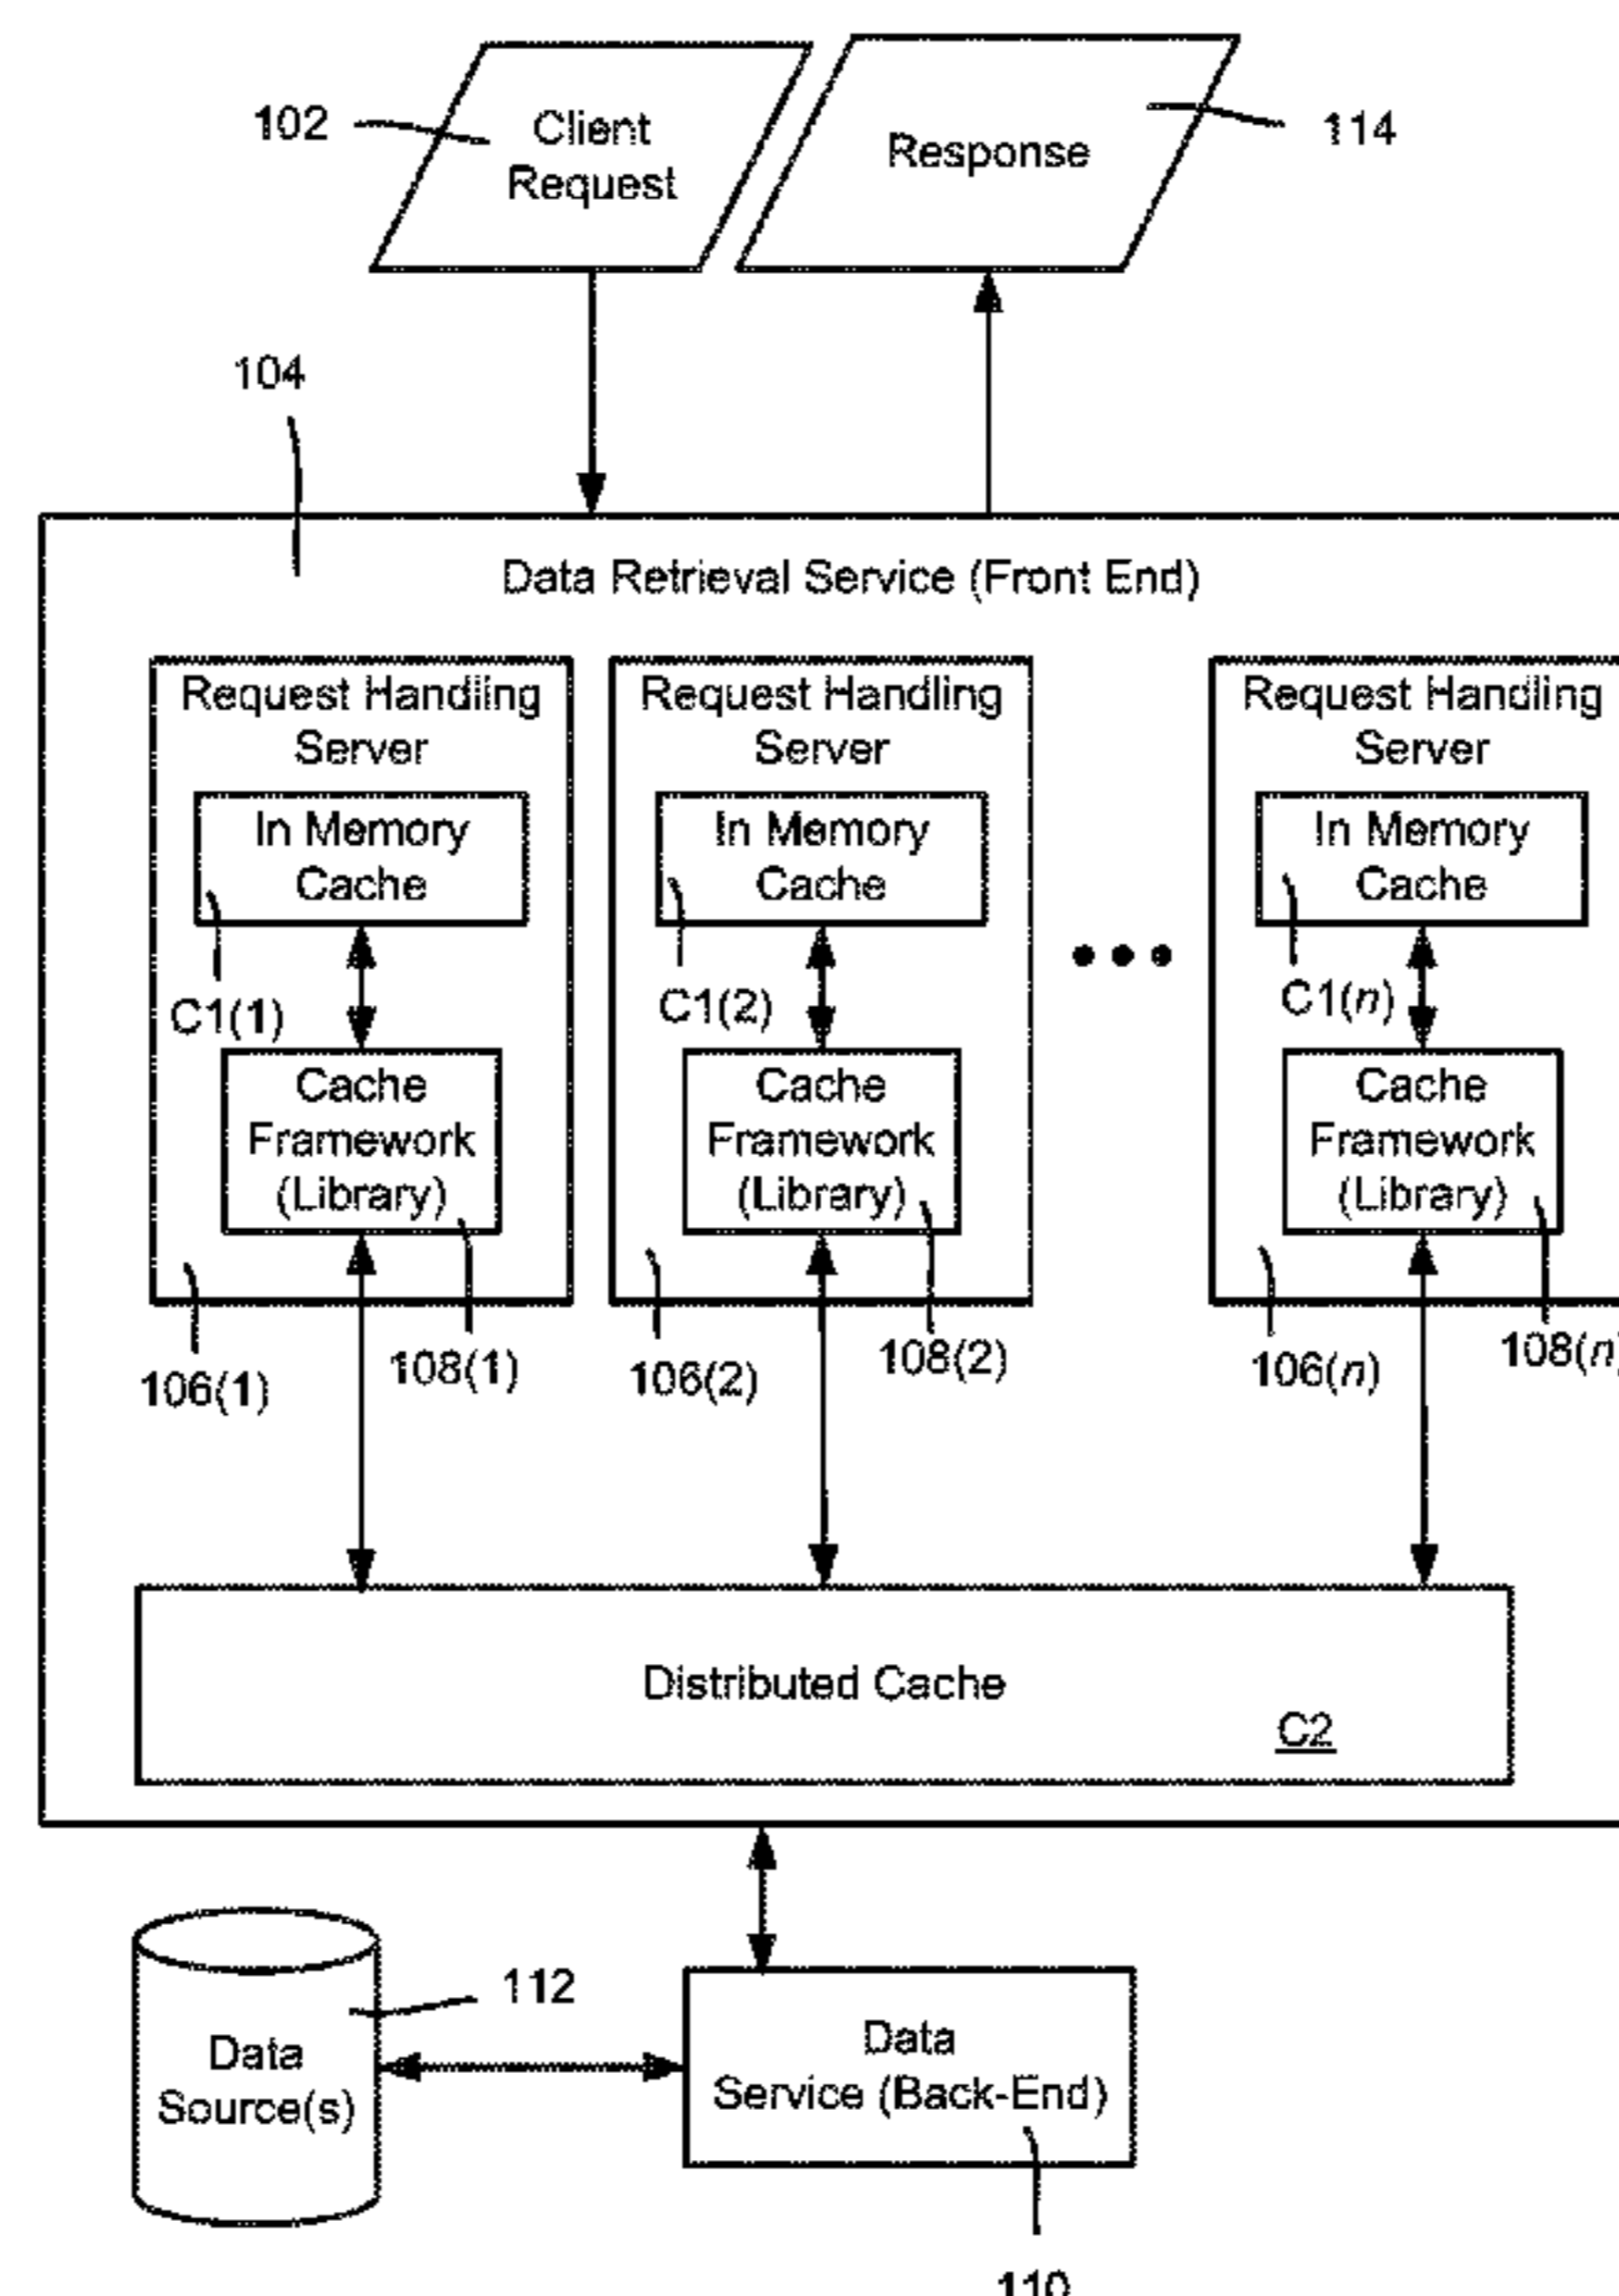 102
Client
Request
Response
114
104
Data Retrieval Service (Front End)
Request Handling
Server
In Memory
Cache
C1(1)
Cache
Framework
(Library)
106(1)
108(1)
Request Handling
Server
In Memory
Cache
C1(2)
Cache
Framework
(Library)
106(2)
108(2)
Request Handling
Server
In Memory
Cache
C1(n)
Cache
Framework
(Library)
106(n)
108(n)
Distributed Cache
C2
112
Data
Source(s)
Data
Service (Back-End)
110